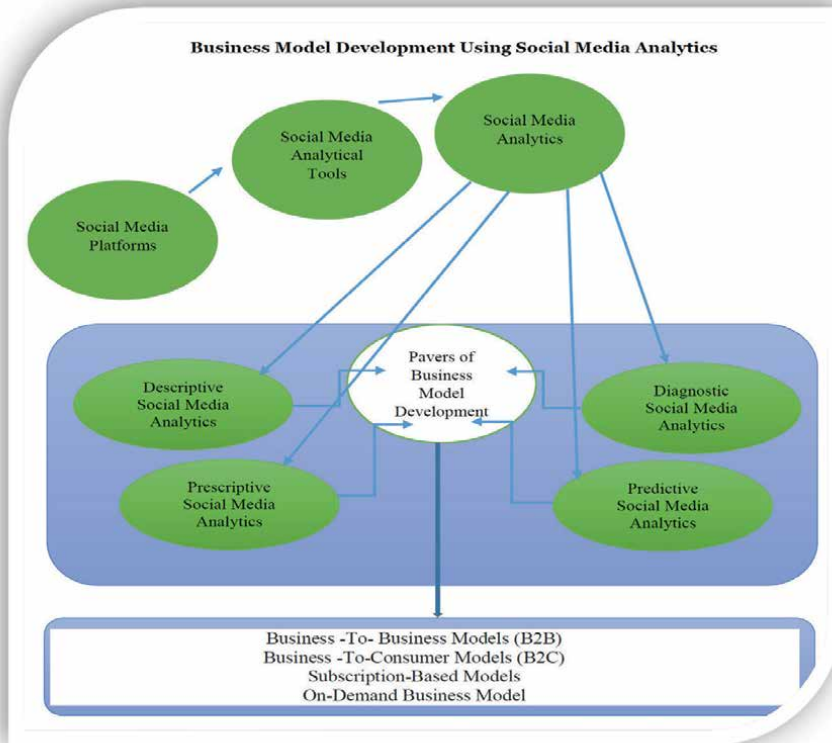 Business Model Development Using Social Media Analytics
Social Media
Platforms
Social Media
Analytical
Tools
Social Media
Analytics
Descriptive
Social Media
Analytics
Prescriptive
Social Media
Analytics
Pavers of
Business
Model
Development
Diagnostic
Social Media
Analytics
Predictive
Social Media
Analytics
Business -To- Business Models (B2B)
Business -To-Consumer Models (B2C)
Subscription-Based Models
On-Demand Business Model